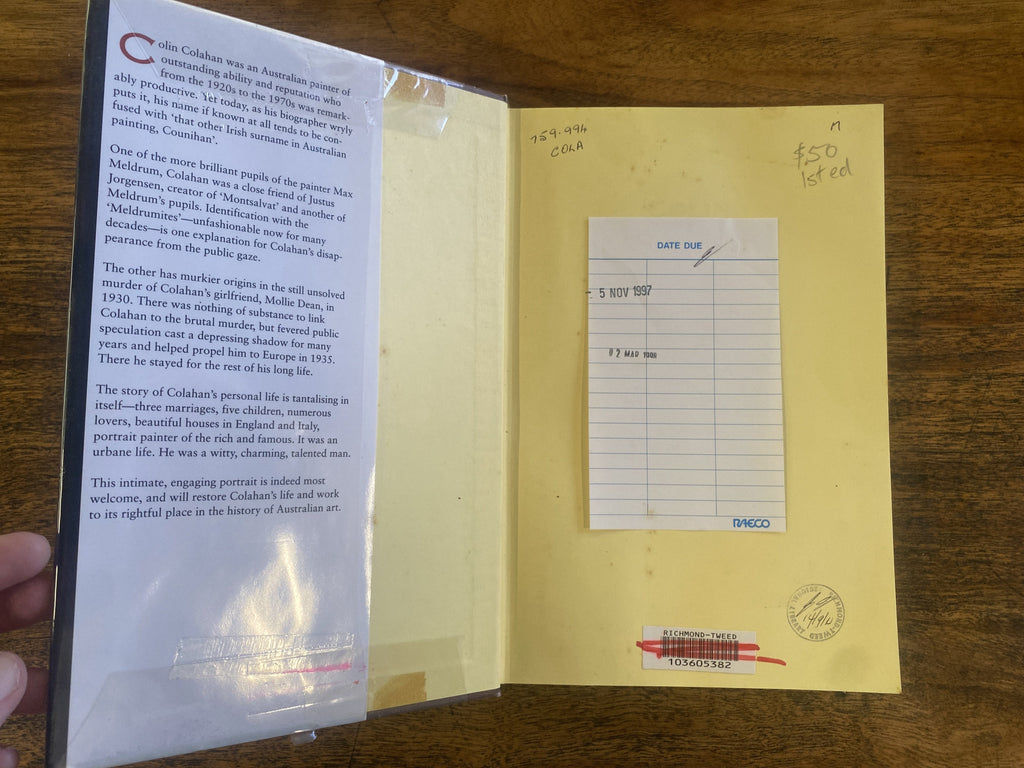 Colin Colahan was an Australian painter of
outstanding ability and reputation who
from the 1920s to the 1970s was remark-
ably productive. Yet today, as his biographer wryly
puts it, his name if known at all tends to be con-
fused with ‘that other Irish surname in Australian
painting, Counihan’.
One of the more brilliant pupils of the painter Max
Meldrum, Colahan was a close friend of Justus
Jorgensen, creator of ‘Montsalvat’ and another of
Meldrum’s pupils. Identification with the
‘Meldrumites’—unfashionable now for many
decades—is one explanation for Colahan’s disap-
pearance from the public gaze.
The other has murkier origins in the still unsolved
murder of Colahan’s girlfriend, Mollie Dean, in
1930. There was nothing of substance to link
Colahan to the brutal murder, but fevered public
speculation cast a depressing shadow for many
years and helped propel him to Europe in 1935.
There he stayed for the rest of his long life.
The story of Colahan’s personal life is tantalising in
itself—three marriages, five children, numerous
lovers, beautiful houses in England and Italy,
portrait painter of the rich and famous. It was an
urbane life. He was a witty, charming, talented man.
This intimate, engaging portrait is indeed most
welcome, and will restore Colahan’s life and work
to its rightful place in the history of Australian art.
759.994
COLA
M
$50
1st ed
DATE DUE
5 NOV 1997
02 MAR 1998
RAECO
RICHMOND-TWEED
REGIONAL LIBRARY
RICHMOND-TWEED
103605382